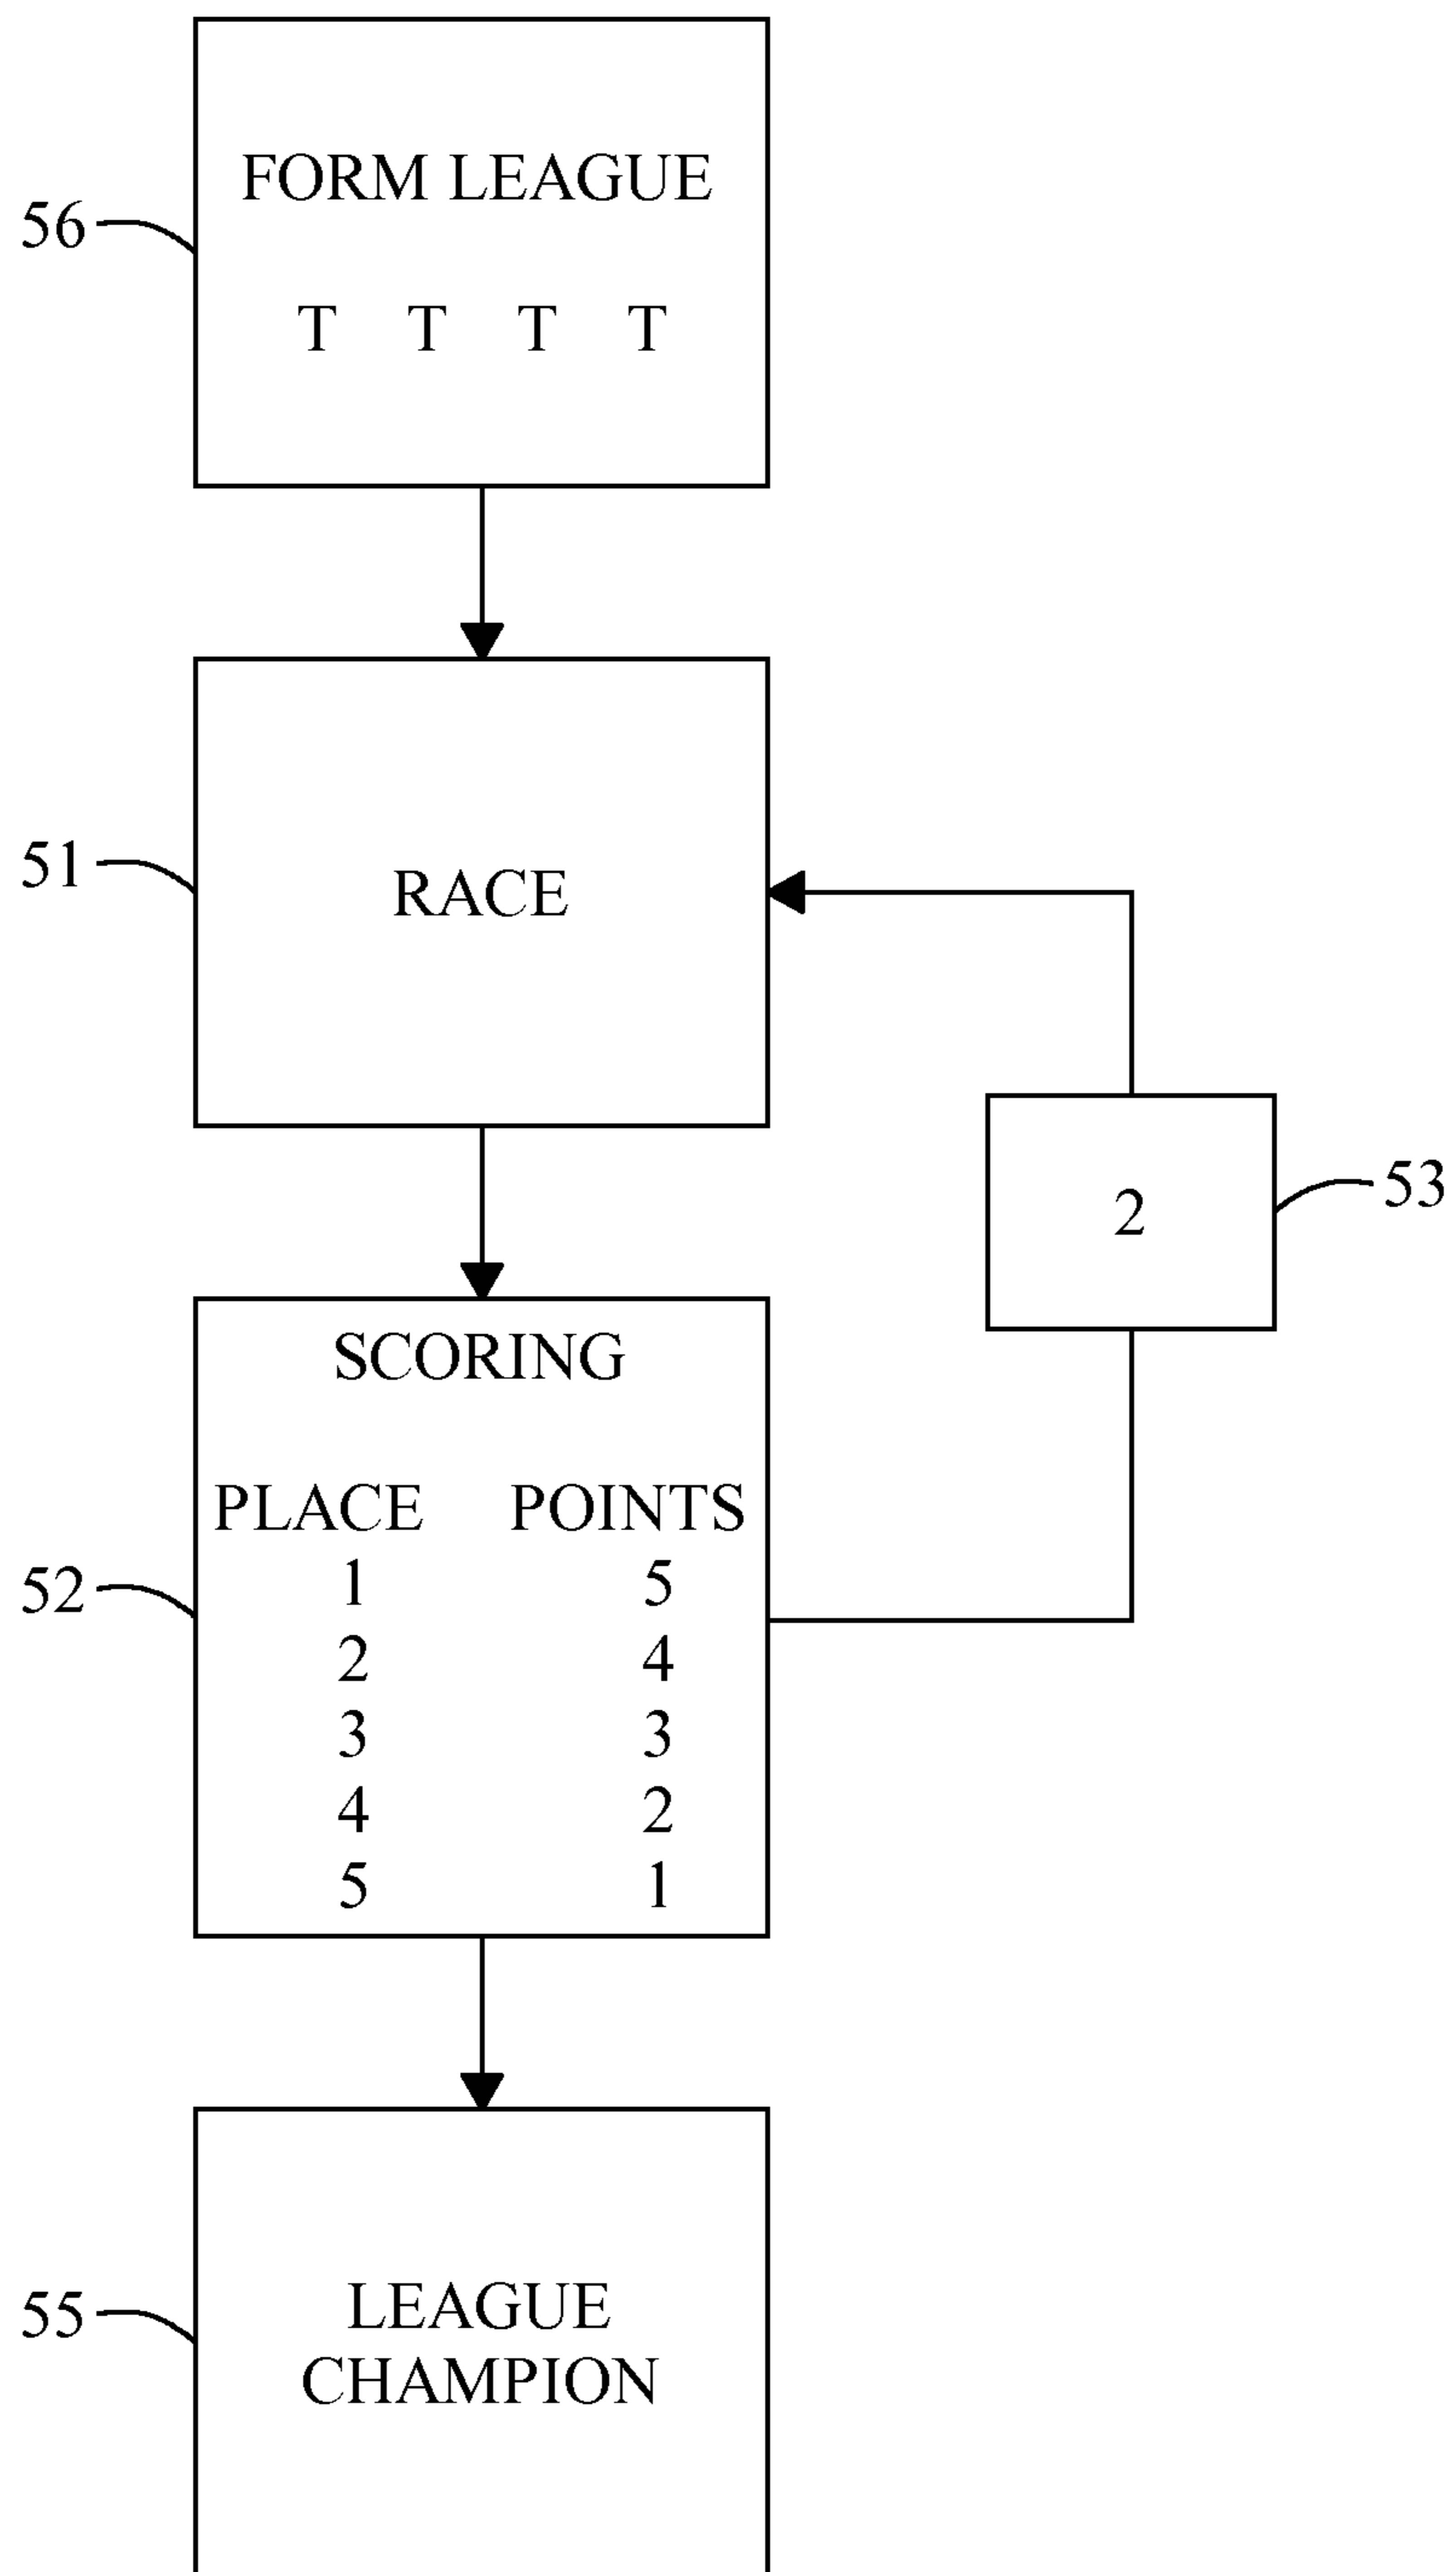 FORM LEAGUE
56
T T T T
51
RACE
2
53
SCORING
PLACE POINTS
1 5
52
2 4
3 3
4 2
5 1
55
LEAGUE
CHAMPION